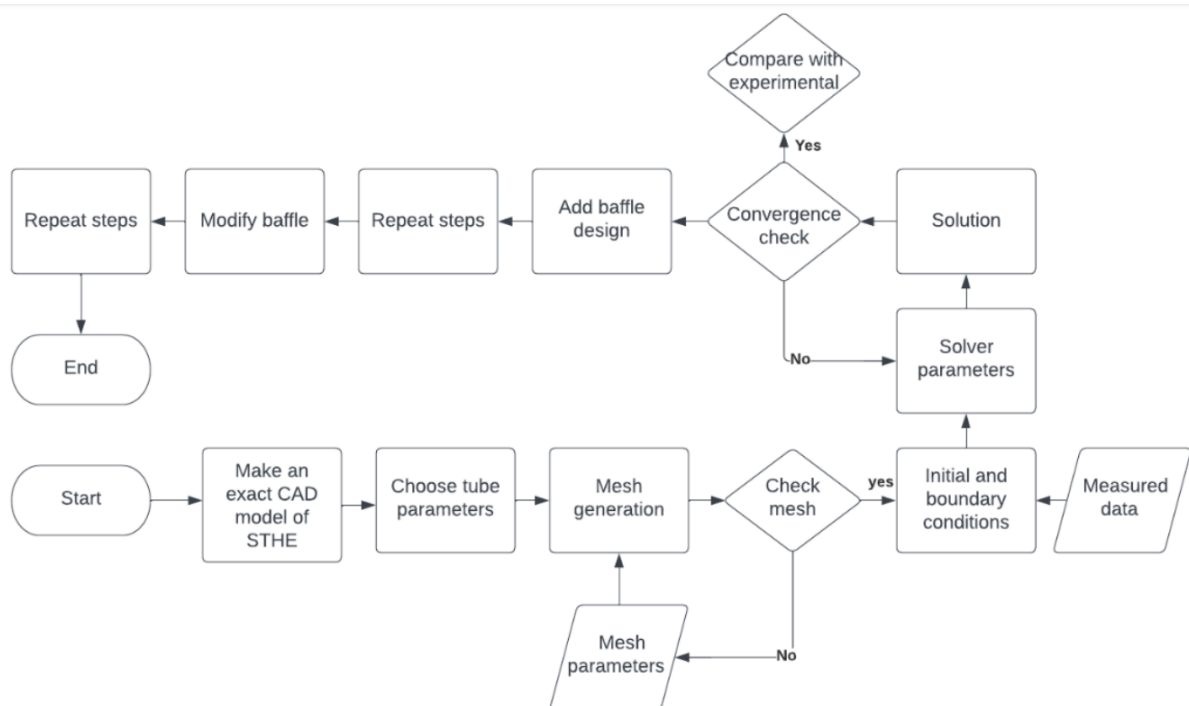 Compare with
experimental
Yes
Repeat steps
Modify baffle
Repeat steps
Add baffle
design
Convergence
check
Solution
No
Solver
parameters
End
Start
Make an
exact CAD
model of
STHE
Choose tube
parameters
Mesh
generation
Check
mesh
yes
Initial and
boundary
conditions
Measured
data
Mesh
parameters
No